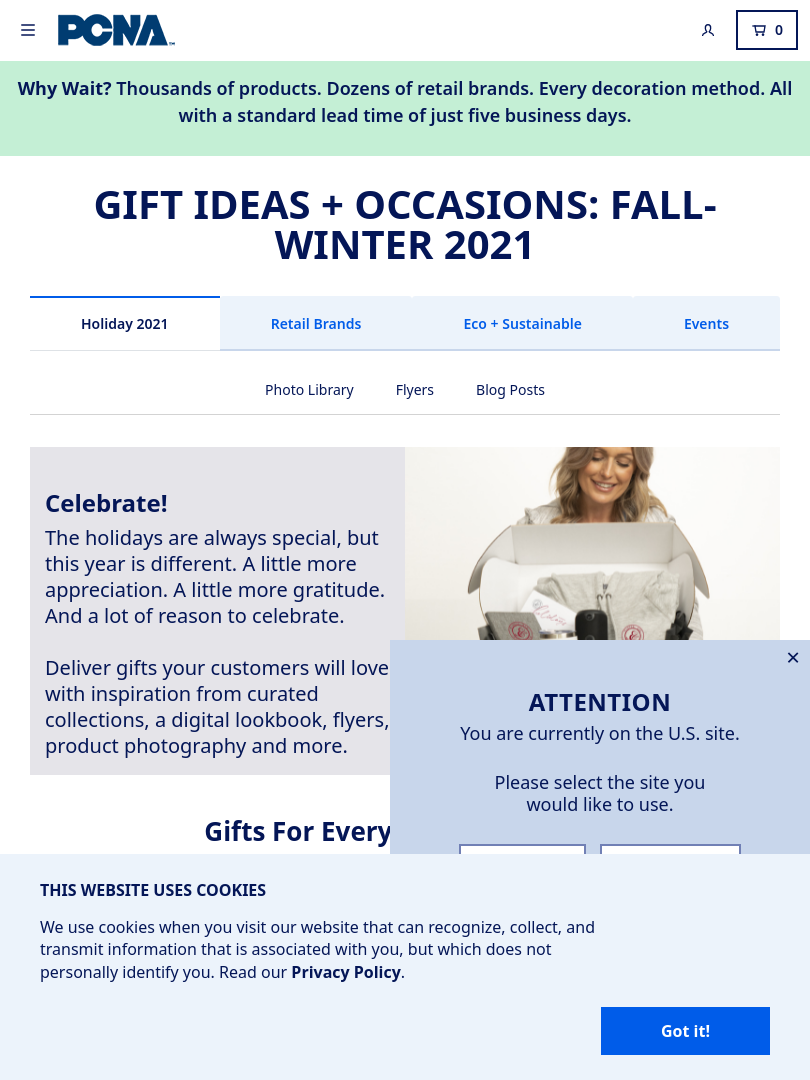 PCNA
0
Why Wait? Thousands of products. Dozens of retail brands. Every decoration method. All
with a standard lead time of just five business days.
GIFT IDEAS + OCCASIONS: FALL-
WINTER 2021
Holiday 2021
Retail Brands
Eco + Sustainable
Events
Photo Library
Flyers
Blog Posts
Celebrate!
The holidays are always special, but
this year is different. A little more
appreciation. A little more gratitude.
And a lot of reason to celebrate.
Deliver gifts your customers will love
with inspiration from curated
collections, a digital lookbook, flyers,
product photography and more.
ATTENTION
You are currently on the U.S. site.
Please select the site you
would like to use.
Gifts For Every
THIS WEBSITE USES COOKIES
We use cookies when you visit our website that can recognize, collect, and
transmit information that is associated with you, but which does not
personally identify you. Read our Privacy Policy.
Got it!